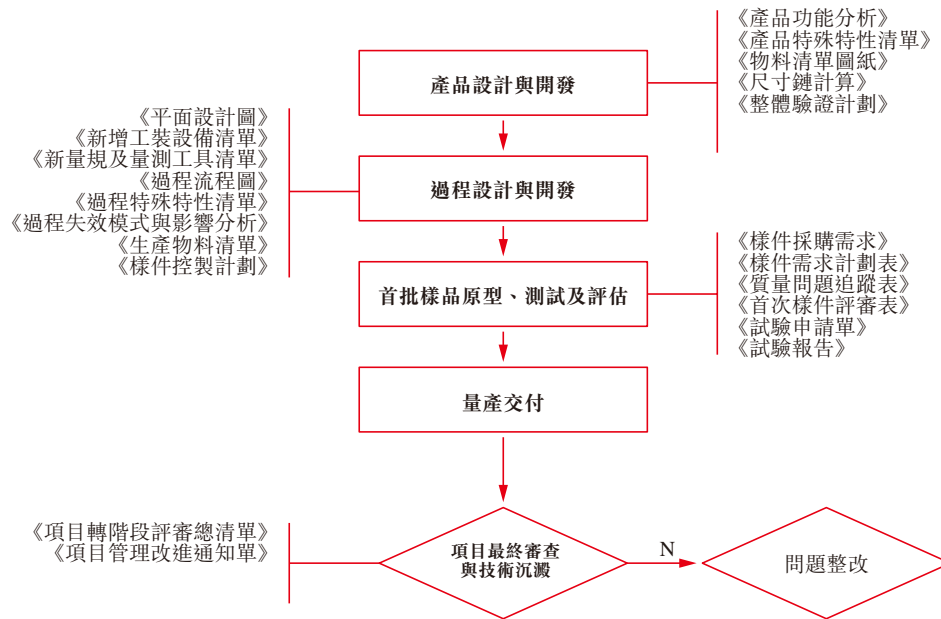 《產品功能分析》
《產品特殊特性清單》
《物料清單圖紙》
《尺寸鏈計算》
《整體驗證計劃》
產品設計與開發
《平面設計圖》
《新增工裝設備清單》
《新量規及量測工具清單》
《過程流程圖》
《過程特殊特性清單》
《過程失效模式與影響分析》
《生產物料清單》
《樣件控製計劃》
過程設計與開發
《樣件採購需求》
《樣件需求計劃表》
《質量問題追蹤表》
《首次樣件評審表》
《試驗申請單》
《試驗報告》
首批樣品原型、測試及評估
量產交付
《項目轉階段評審總清單》
《項目管理改進通知單》
項目最終審查
與技術沉澱
N
問題整改